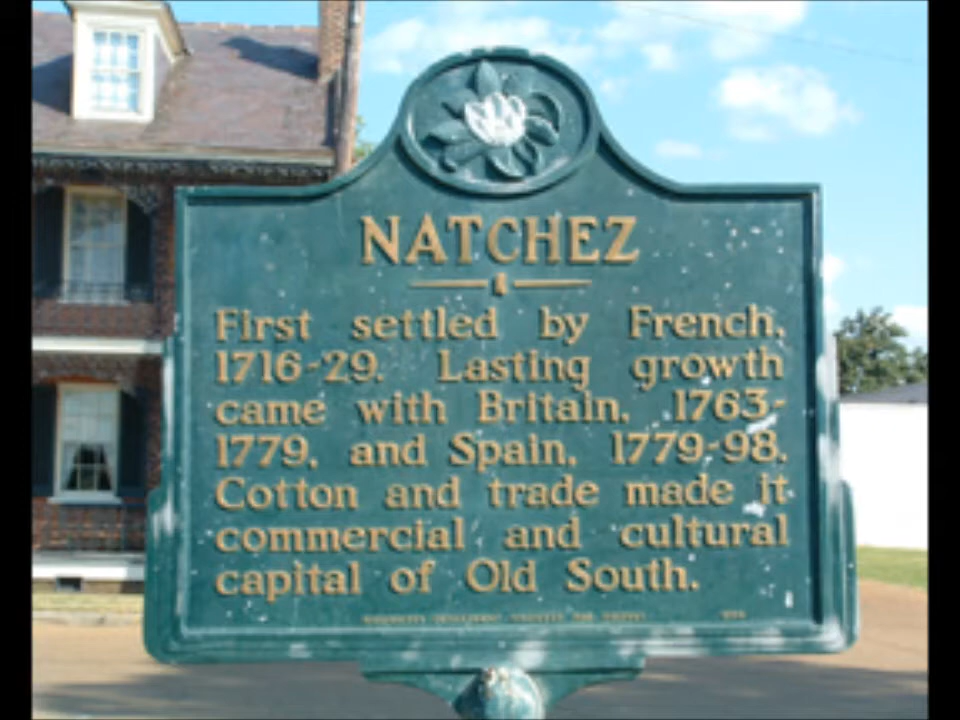 NATCHEZ
First settled by French,
1716-29. Lasting growth
came with Britain, 1763-
1779, and Spain, 1779-98.
Cotton and trade made it
commercial and cultural
capital of Old South.